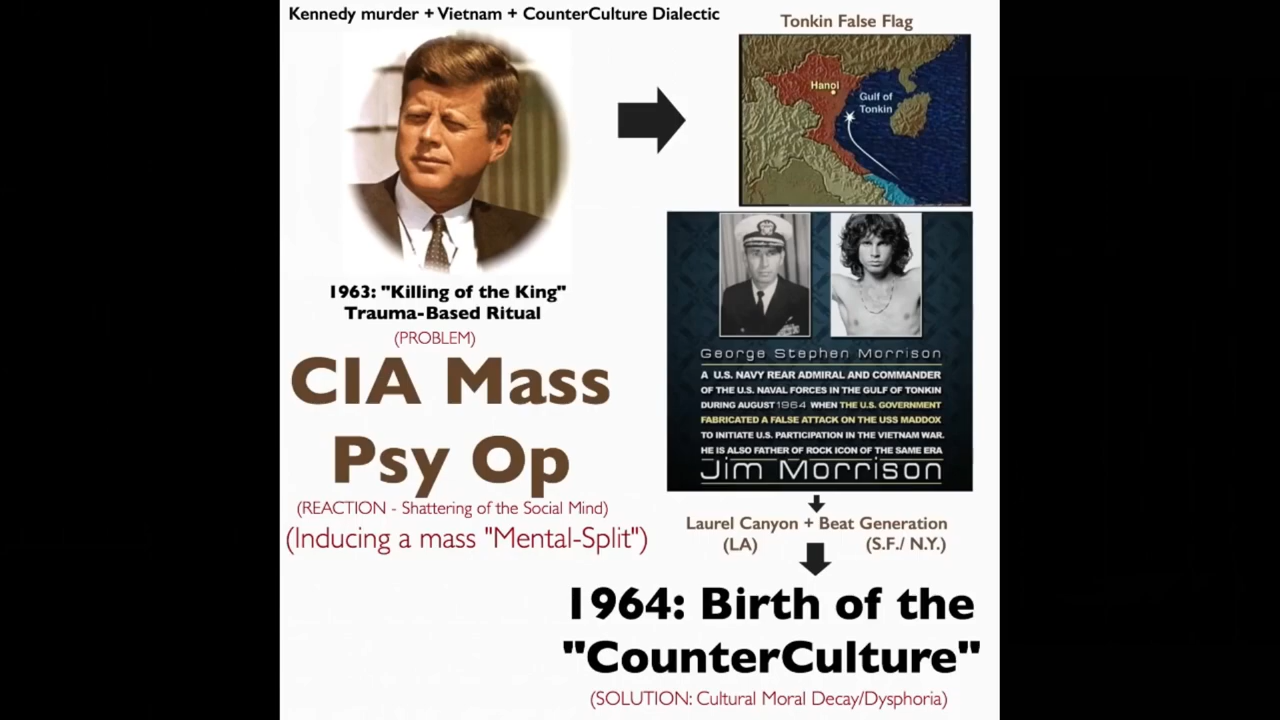 Kennedy murder + Vietnam + CounterCulture Dialectic
1963: "Killing of the King"
Trauma-Based Ritual
(PROBLEM)
CIA Mass
Psy Op
(REACTION - Shattering of the Social Mind)
(Inducing a mass "Mental-Split")
Tonkin False Flag
Hanoi
Gulf of
Tonkin
George Stephen Morrison
A U.S. NAVY REAR ADMIRAL AND COMMANDER
OF THE U.S. NAVAL FORCES IN THE GULF OF TONKIN
DURING AUGUST 1964 WHEN THE U.S. GOVERNMENT
FABRICATED A FALSE ATTACK ON THE USS MADDOX
TO INITIATE U.S. PARTICIPATION IN THE VIETNAM WAR.
HE IS ALSO FATHER OF ROCK ICON OF THE SAME ERA
Jim Morrison
Laurel Canyon + Beat Generation
(LA) (S.F./ N.Y.)
1964: Birth of the
"CounterCulture"
(SOLUTION: Cultural Moral Decay/Dysphoria)